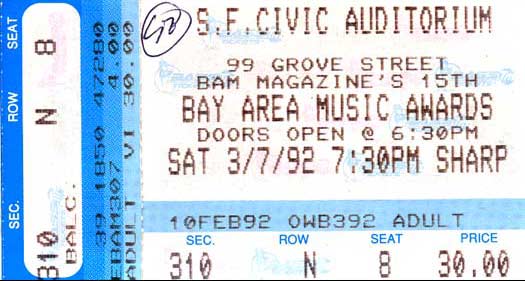 S.F.CIVIC AUDITORIUM
99 GROVE STREET
BAM MAGAZINE'S 15TH
BAY AREA MUSIC AWARDS
DOORS OPEN @ 6:30PM
SAT 3/7/92 7:30PM SHARP
10FEB92 OWB392 ADULT
SEC. ROW SEAT PRICE
310 N 8 30.00
SEC. ROW SEAT
310 N 8
BALC.
39 1850 47280
EBAM307 4.00
ADULT VI 30.00